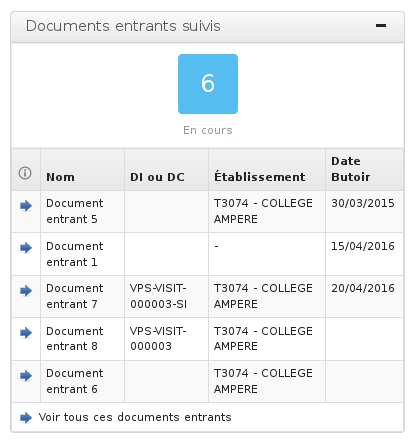 Documents entrants suivis
6
En cours
Nom DI ou DC Établissement Date Butoir
Document entrant 5 T3074 - COLLEGE AMPERE 30/03/2015
Document entrant 1 - 15/04/2016
Document entrant 7 VPS-VISIT-000003-SI T3074 - COLLEGE AMPERE 20/04/2016
Document entrant 8 VPS-VISIT-000003 T3074 - COLLEGE AMPERE
Document entrant 6 T3074 - COLLEGE AMPERE
Voir tous ces documents entrants